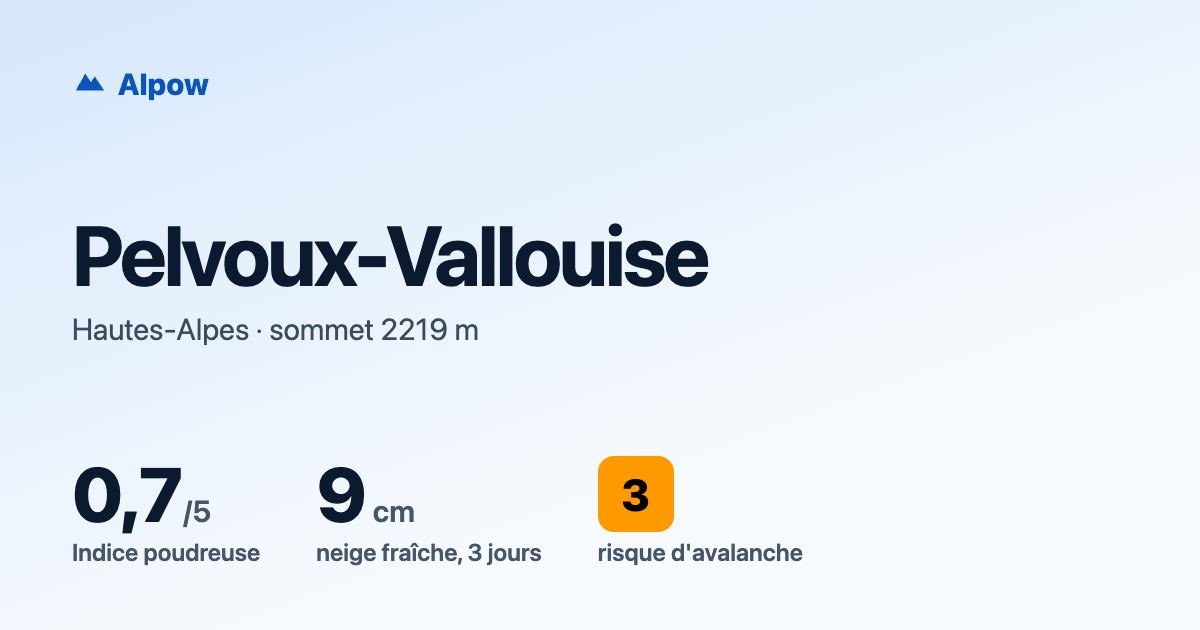 Alpow
Pelvoux-Vallouise
Hautes-Alpes · sommet 2219 m
0,7/5
Indice poudreuse
9 cm
neige fraîche, 3 jours
3
risque d'avalanche